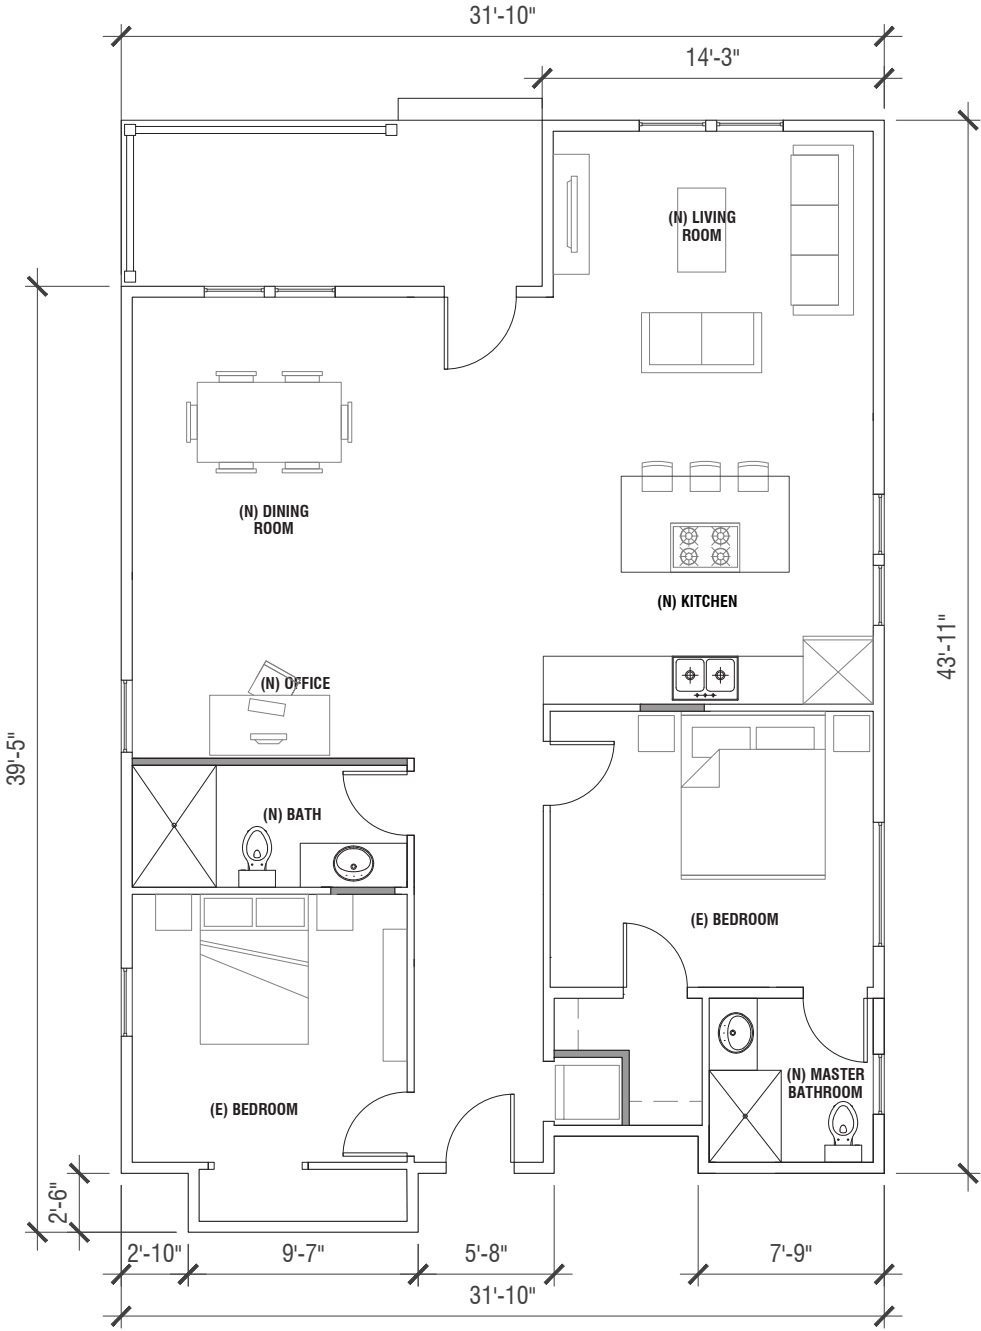 31'-10"
14'-3"
(N) LIVING
ROOM
(N) DINING
ROOM
(N) KITCHEN
43'-11"
(N) OFFICE
39'-5"
(N) BATH
(E) BEDROOM
(N) MASTER
BATHROOM
(E) BEDROOM
2'-6"
2'-10"
9'-7"
5'-8"
7'-9"
31'-10"